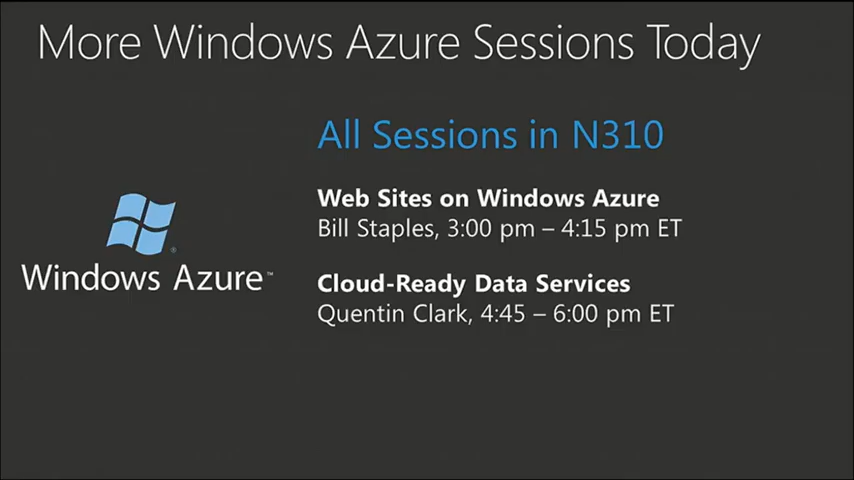 More Windows Azure Sessions Today
All Sessions in N310
Web Sites on Windows Azure
Bill Staples, 3:00 pm – 4:15 pm ET
Cloud-Ready Data Services
Quentin Clark, 4:45 – 6:00 pm ET
® 
Windows Azure™